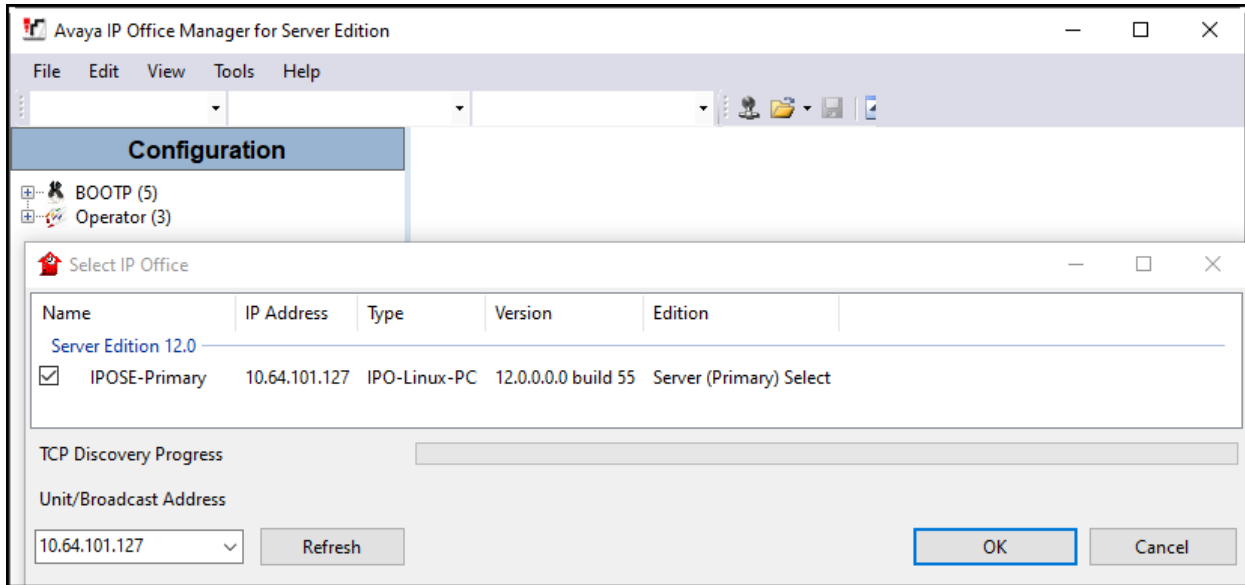 Avaya IP Office Manager for Server Edition
File Edit View Tools Help
Configuration
BOOTP (5)
Operator (3)
Select IP Office
Name IP Address Type Version Edition
Server Edition 12.0
IPOSE-Primary 10.64.101.127 IPO-Linux-PC 12.0.0.0.0 build 55 Server (Primary) Select
TCP Discovery Progress
Unit/Broadcast Address
10.64.101.127 Refresh OK Cancel